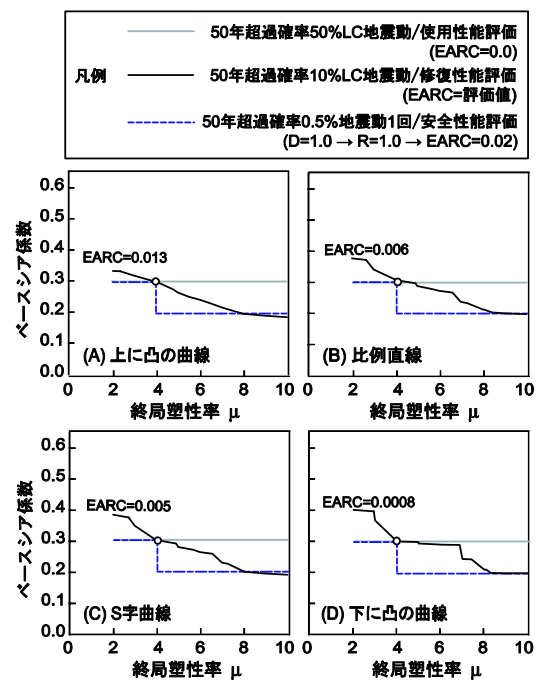 凡例
50年超過確率50%LC地震動/使用性能評価
(EARC=0.0)
50年超過確率10%LC地震動/修復性能評価
(EARC=評価値)
50年超過確率0.5%地震動1回/安全性能評価
(D=1.0 → R=1.0 → EARC=0.02)
ベースシア係数
0.6
0.5
0.4
0.3
0.2
0.1
0.0
EARC=0.013
(A) 上に凸の曲線
0 2 4 6 8 10
終局塑性率 μ
EARC=0.006
(B) 比例直線
0 2 4 6 8 10
終局塑性率 μ
ベースシア係数
0.6
0.5
0.4
0.3
0.2
0.1
0.0
EARC=0.005
(C) S字曲線
0 2 4 6 8 10
終局塑性率 μ
EARC=0.0008
(D) 下に凸の曲線
0 2 4 6 8 10
終局塑性率 μ